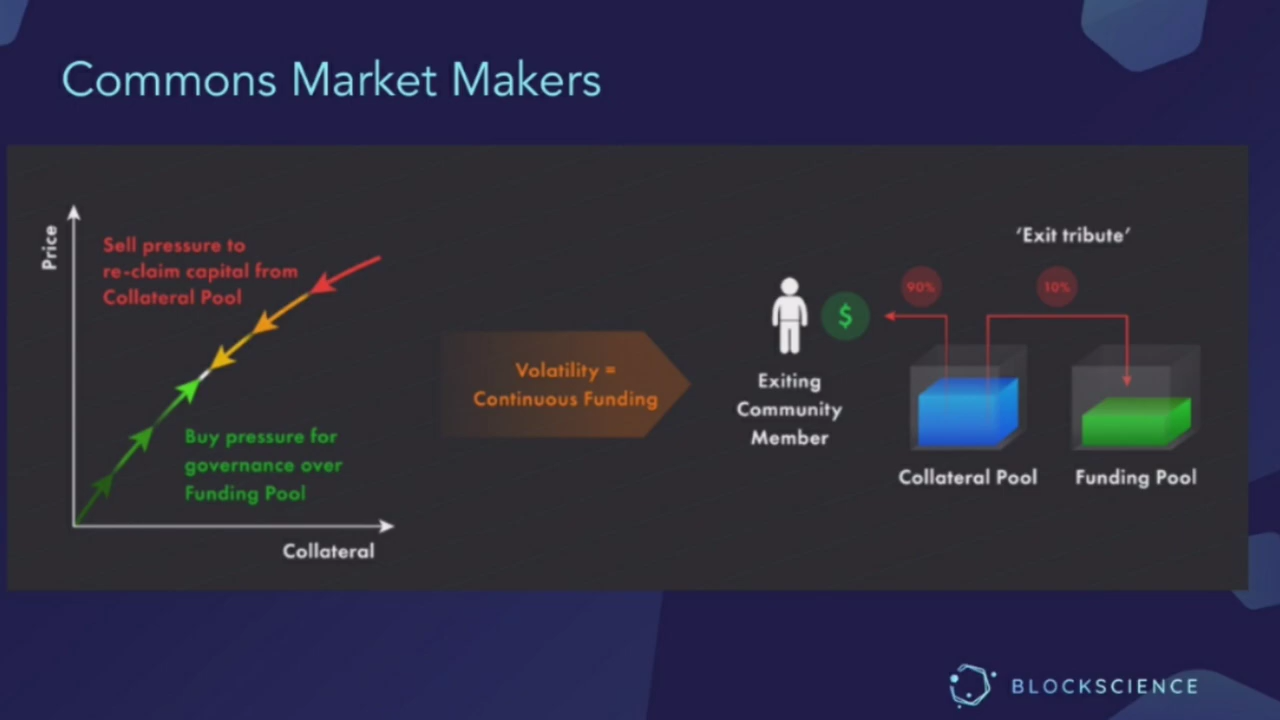 Commons Market Makers
Price
Sell pressure to
re-claim capital from
Collateral Pool
Buy pressure for
governance over
Funding Pool
Collateral
Volatility =
Continuous Funding
'Exit tribute'
90%
10%
$
Exiting
Community
Member
Collateral Pool
Funding Pool
BLOCKSCIENCE